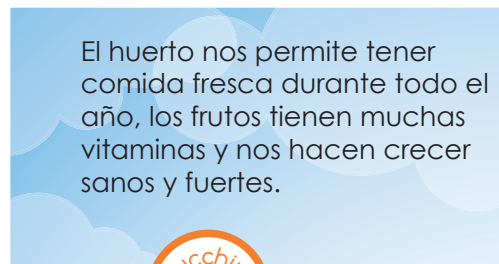 El huerto nos permite tener
comida fresca durante todo el
año, los frutos tienen muchas
vitaminas y nos hacen crecer
sanos y fuertes.